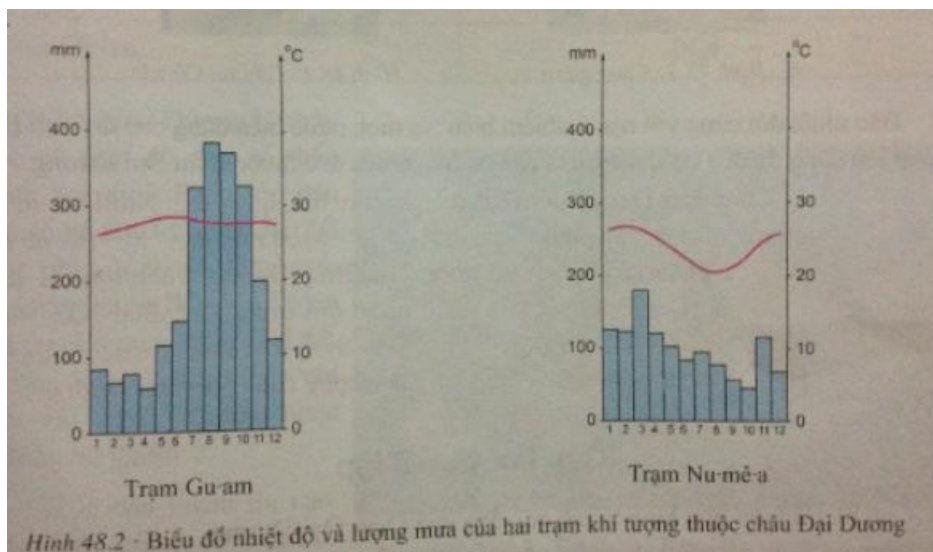 mm
°C
400
300
200
100
0
30
20
10
0
1 2 3 4 5 6 7 8 9 10 11 12
Trạm Gu-am
mm
°C
400
300
200
100
0
30
20
10
0
1 2 3 4 5 6 7 8 9 10 11 12
Trạm Nu-mê-a
Hình 48.2 - Biểu đồ nhiệt độ và lượng mưa của hai trạm khí tượng thuộc châu Đại Dương